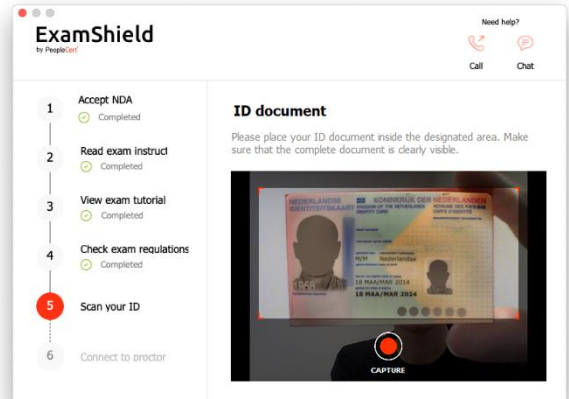 Need help?
ExamShield
by PeopleCert
Call
Chat
1
Accept NDA
Completed
2
Read exam instruct
Completed
3
View exam tutorial
Completed
4
Check exam regulations
Completed
5
Scan your ID
6
Connect to proctor
ID document
Please place your ID document inside the designated area. Make
sure that the complete document is clearly visible.
NEDERLANDSE
IDENTITEITSKAART
KONINKRIJK DER NEDERLANDEN
KINGDOM OF THE NETHERLANDS
IDENTITY CARD
ROYAUME DES PAYS-BAS
CARTE D'IDENTITÉ
M/M Nederlandse
18 MAA/MAR 2014
18 MAA/MAR 2024
CAPTURE